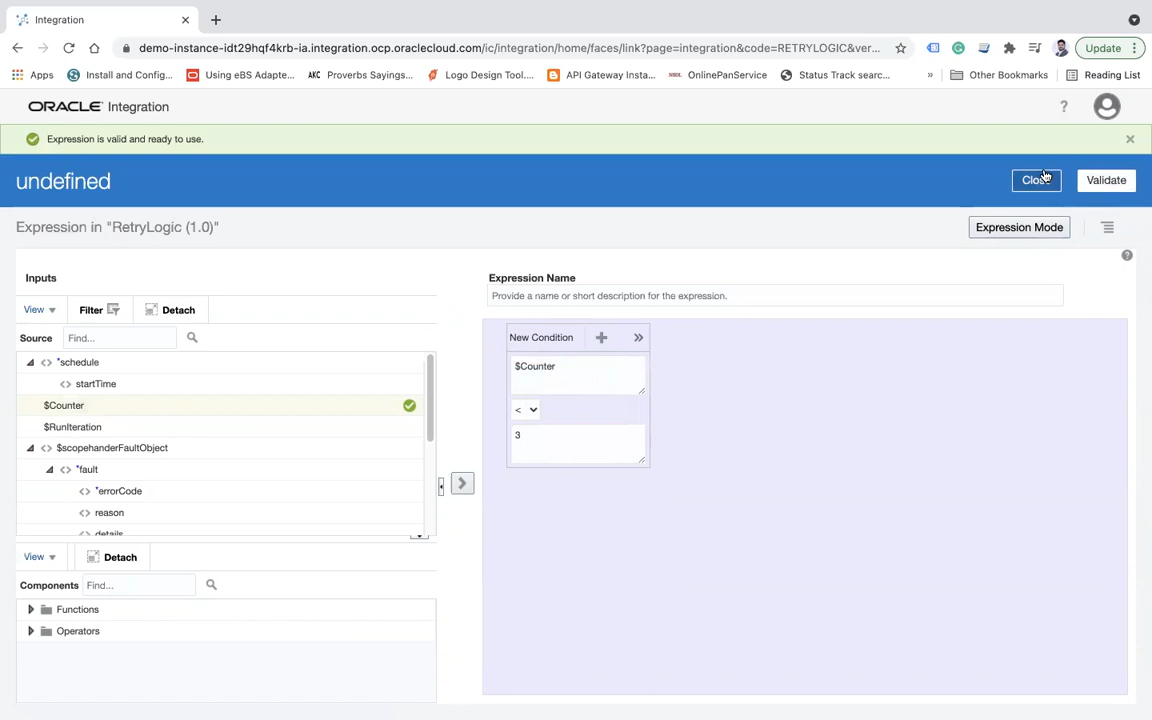 Integration
demo-instance-idt29hqf4krb-ia.integration.ocp.oraclecloud.com/ic/integration/home/faces/link?page=integration&code=RETRYLOGIC&ver...
Update
Apps
Install and Config...
Using eBS Adapte...
AKC Proverbs Sayings...
Logo Design Tool....
API Gateway Insta...
OnlinePanService
Status Track searc...
»
Other Bookmarks
Reading List
ORACLE Integration
?
Expression is valid and ready to use.
undefined
Validate
Expression in "RetryLogic (1.0)"
Expression Mode
Inputs
Expression Name
View
Filter
Detach
Provide a name or short description for the expression.
Source
Find...
New Condition
*schedule
$Counter
startTime
<
$Counter
3
$RunIteration
$scopehanderFaultObject
*fault
*errorCode
reason
details
View
Detach
Components
Find...
Functions
Operators